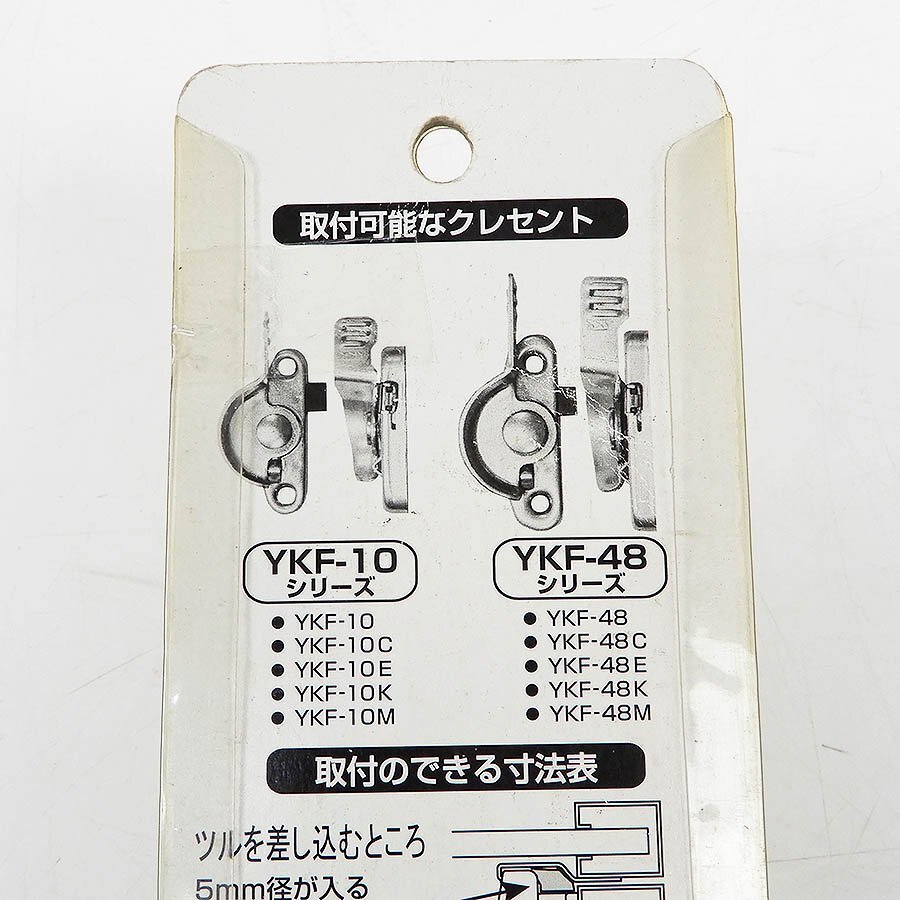 取付可能なクレセント
YKF-10
シリーズ
● YKF-10
● YKF-10C
● YKF-10E
● YKF-10K
● YKF-10M
YKF-48
シリーズ
● YKF-48
● YKF-48C
● YKF-48E
● YKF-48K
● YKF-48M
取付のできる寸法表
ツルを差し込むところ
5mm径が入る